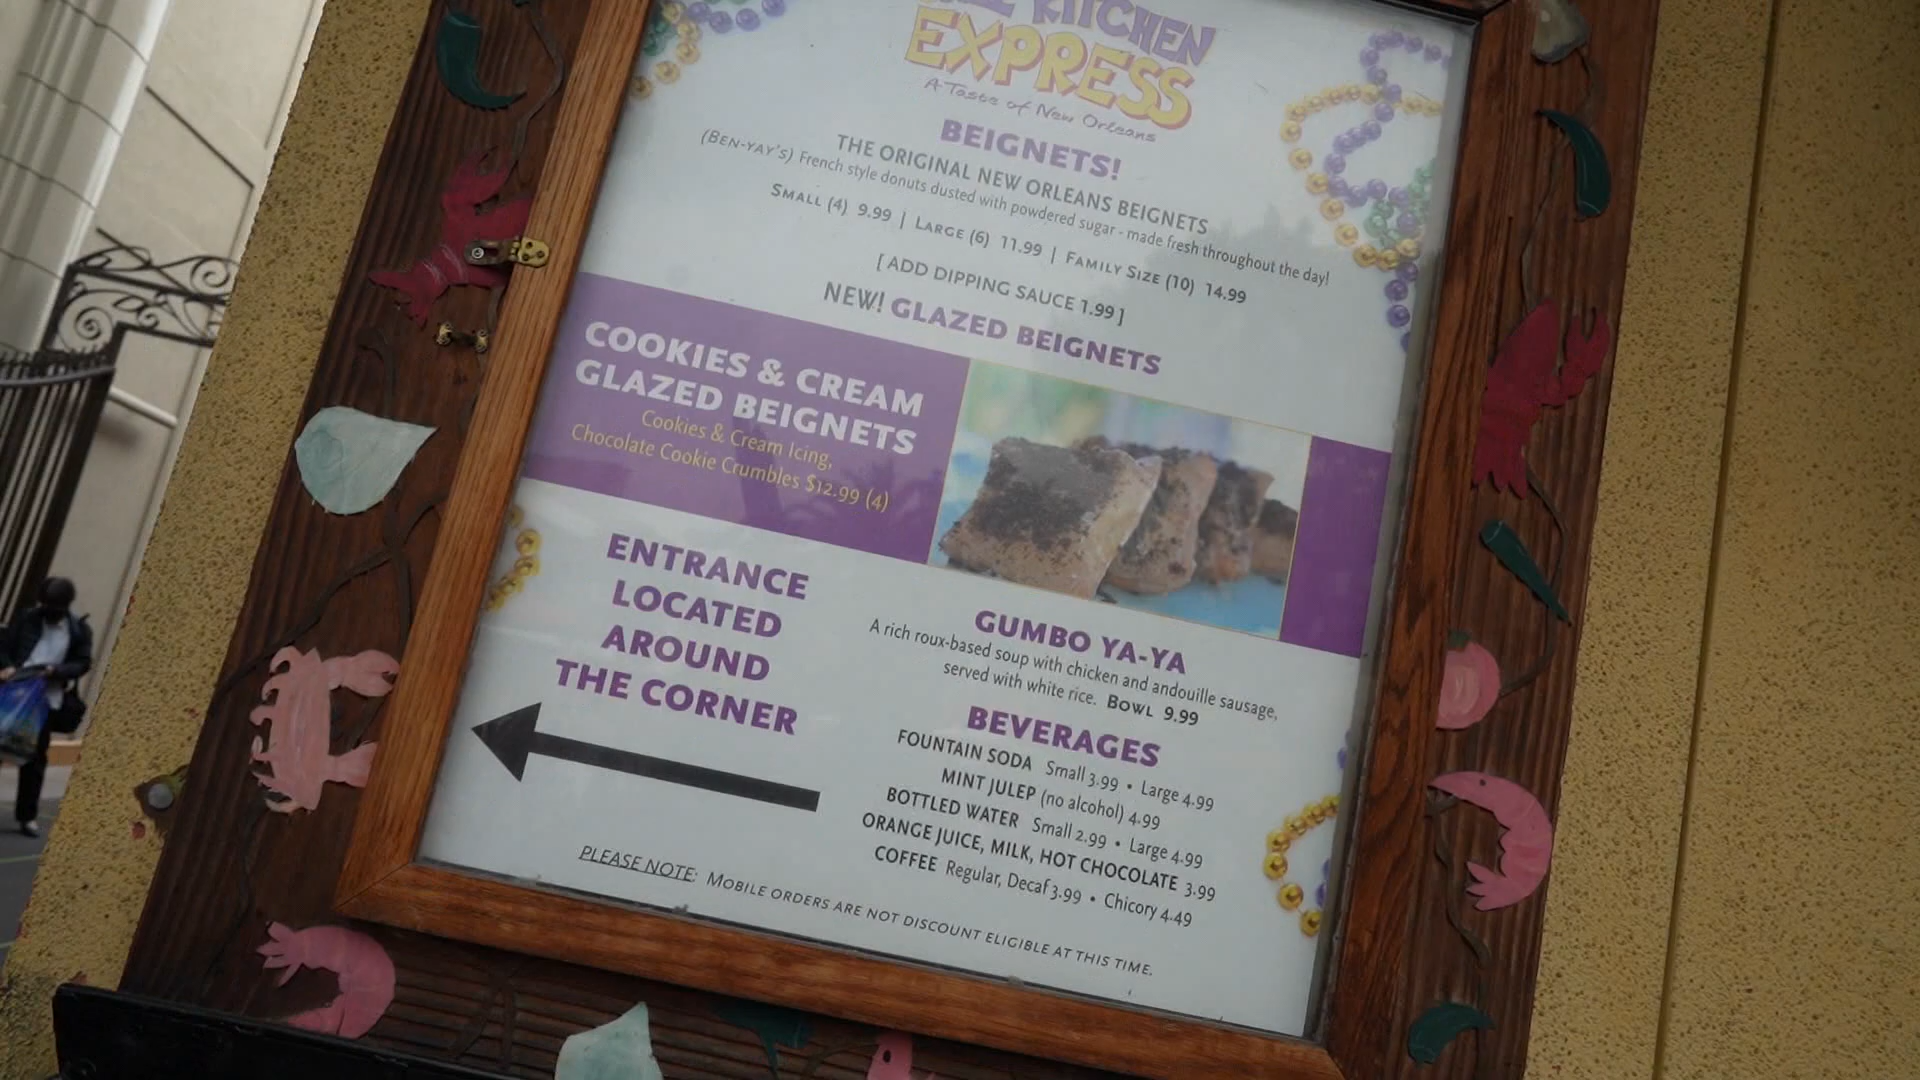 KITCHEN
EXPRESS
A Taste of New Orleans
BEIGNETS!
THE ORIGINAL NEW ORLEANS BEIGNETS
(BEN-YAY'S) French style donuts dusted with powdered sugar - made fresh throughout the day!
SMALL (4) 9.99 | LARGE (6) 11.99 | FAMILY SIZE (10) 14.99
[ ADD DIPPING SAUCE 1.99 ]
NEW! GLAZED BEIGNETS
COOKIES & CREAM
GLAZED BEIGNETS
Cookies & Cream Icing,
Chocolate Cookie Crumbles $12.99 (4)
ENTRANCE
LOCATED
AROUND
THE CORNER
GUMBO YA-YA
A rich roux-based soup with chicken and andouille sausage,
served with white rice. BOWL 9.99
BEVERAGES
FOUNTAIN SODA Small 3.99 • Large 4.99
MINT JULEP (no alcohol) 4.99
BOTTLED WATER Small 2.99 • Large 4.99
ORANGE JUICE, MILK, HOT CHOCOLATE 3.99
COFFEE Regular, Decaf 3.99 • Chicory 4.49
PLEASE NOTE: MOBILE ORDERS ARE NOT DISCOUNT ELIGIBLE AT THIS TIME.